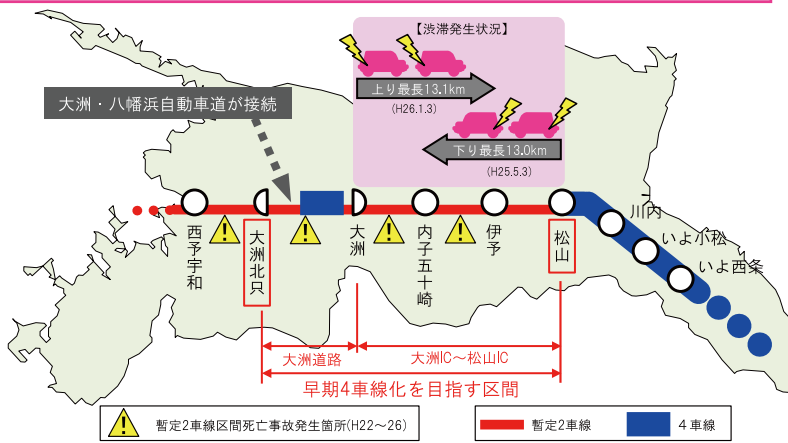 【渋滞発生状況】
上り最長13.1km
(H26.1.3)
下り最長13.0km
(H25.5.3)
大洲・八幡浜自動車道が接続
西予宇和
大洲北只
大洲
内子五十崎
伊予
松山
川内
いよ小松
いよ西条
大洲道路
大洲IC～松山IC
早期4車線化を目指す区間
暫定2車線区間死亡事故発生箇所(H22～26)
暫定2車線
4車線